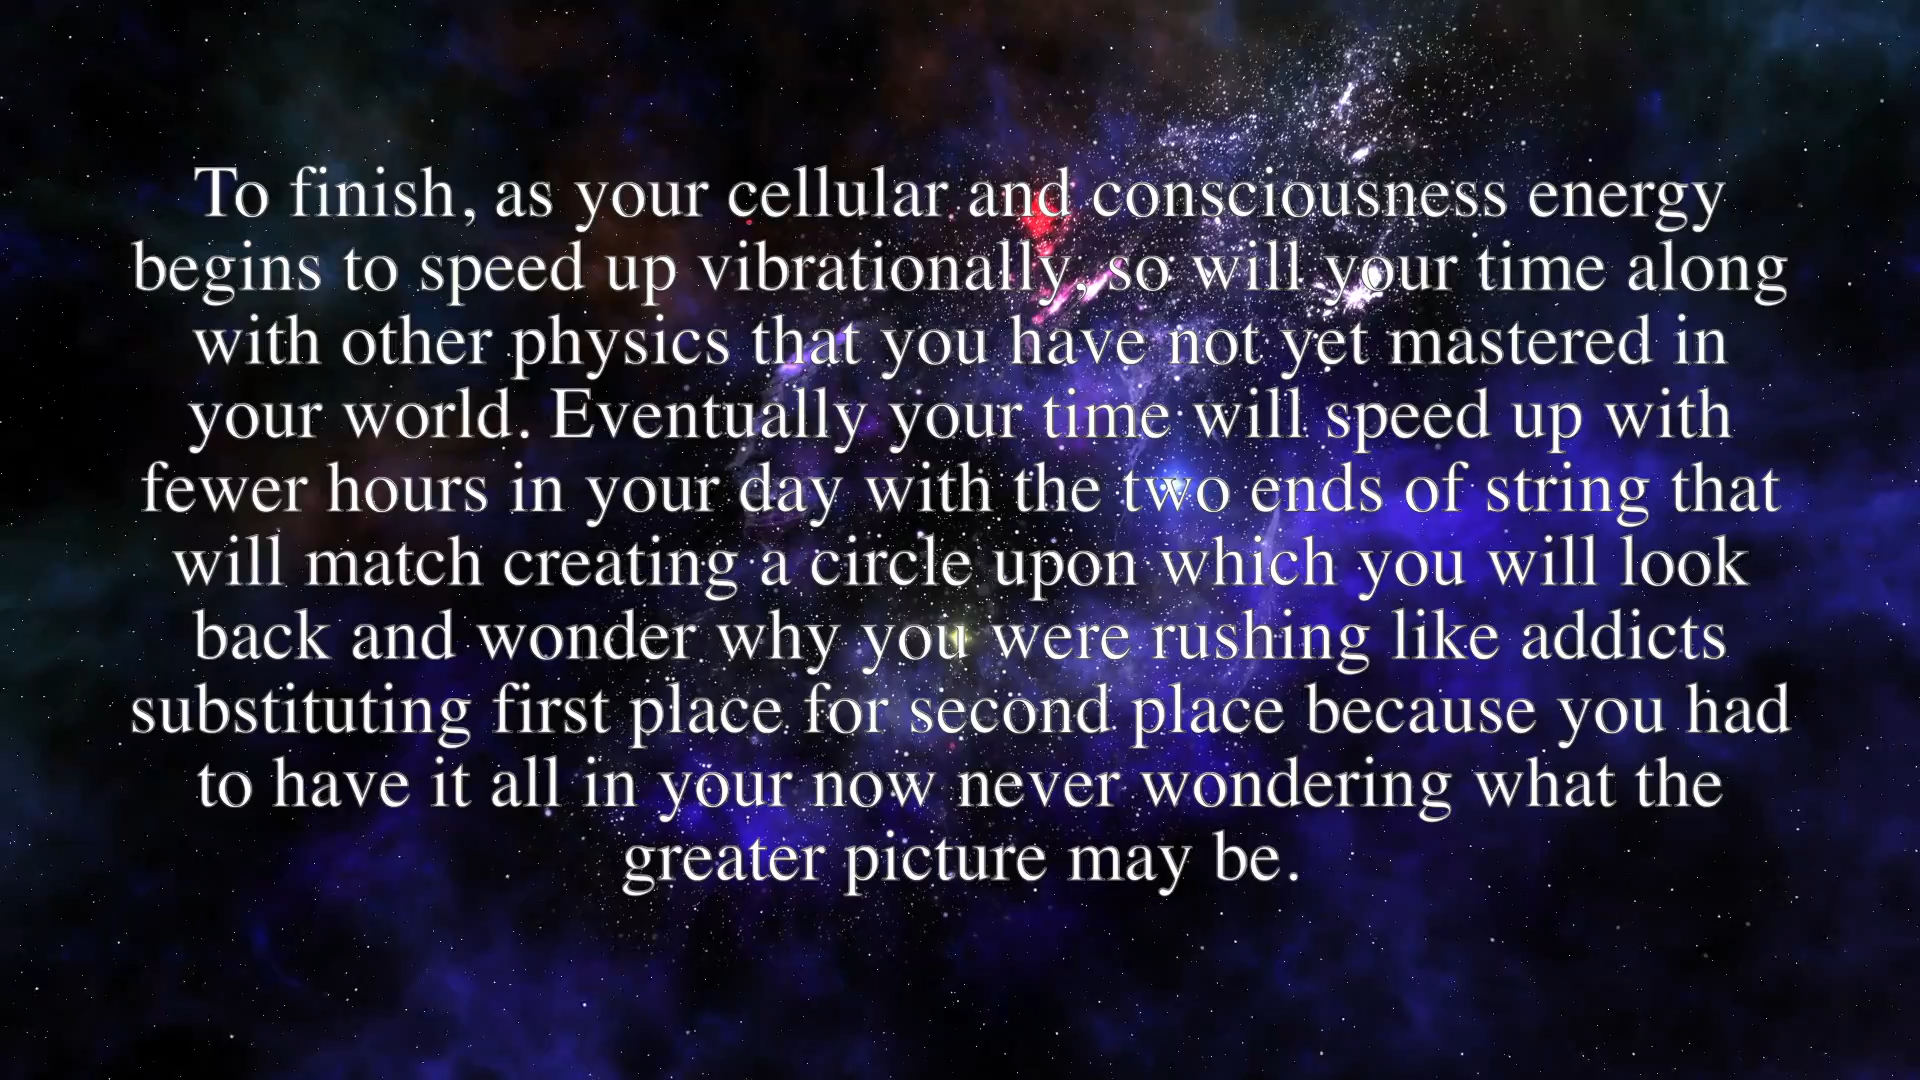 To finish, as your cellular and consciousness energy
begins to speed up vibrationally, so will your time along
with other physics that you have not yet mastered in
your world. Eventually your time will speed up with
fewer hours in your day with the two ends of string that
will match creating a circle upon which you will look
back and wonder why you were rushing like addicts
substituting first place for second place because you had
to have it all in your now never wondering what the
greater picture may be.